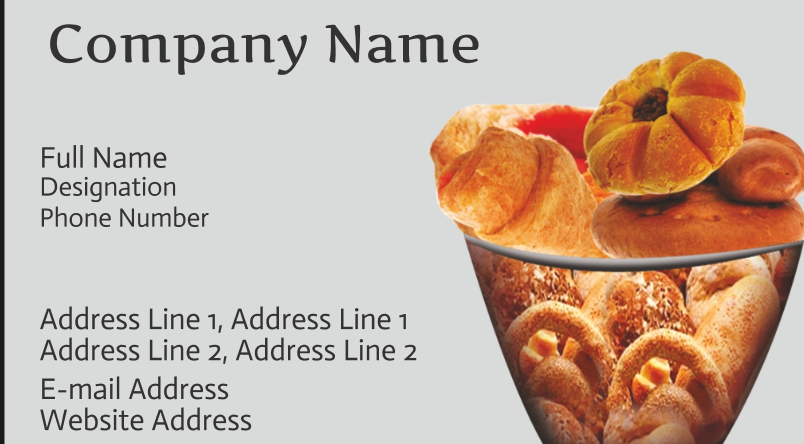 Company Name
Full Name
Designation
Phone Number
Address Line 1, Address Line 1
Address Line 2, Address Line 2
E-mail Address
Website Address